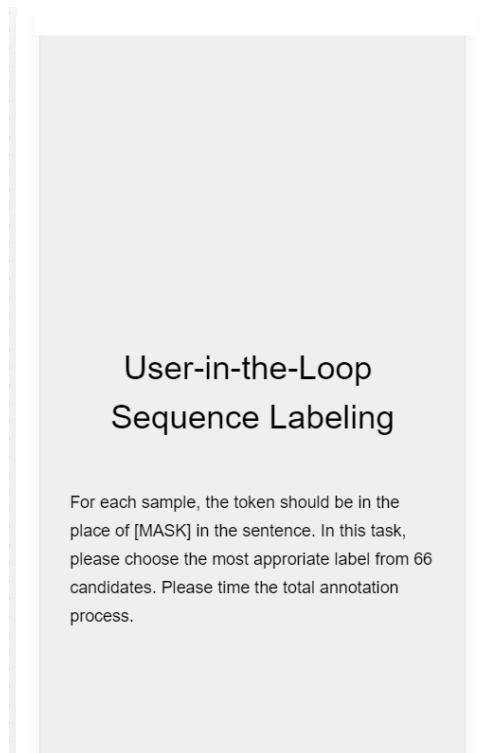 User-in-the-Loop
Sequence Labeling
For each sample, the token should be in the
place of [MASK] in the sentence. In this task,
please choose the most approriate label from 66
candidates. Please time the total annotation
process.